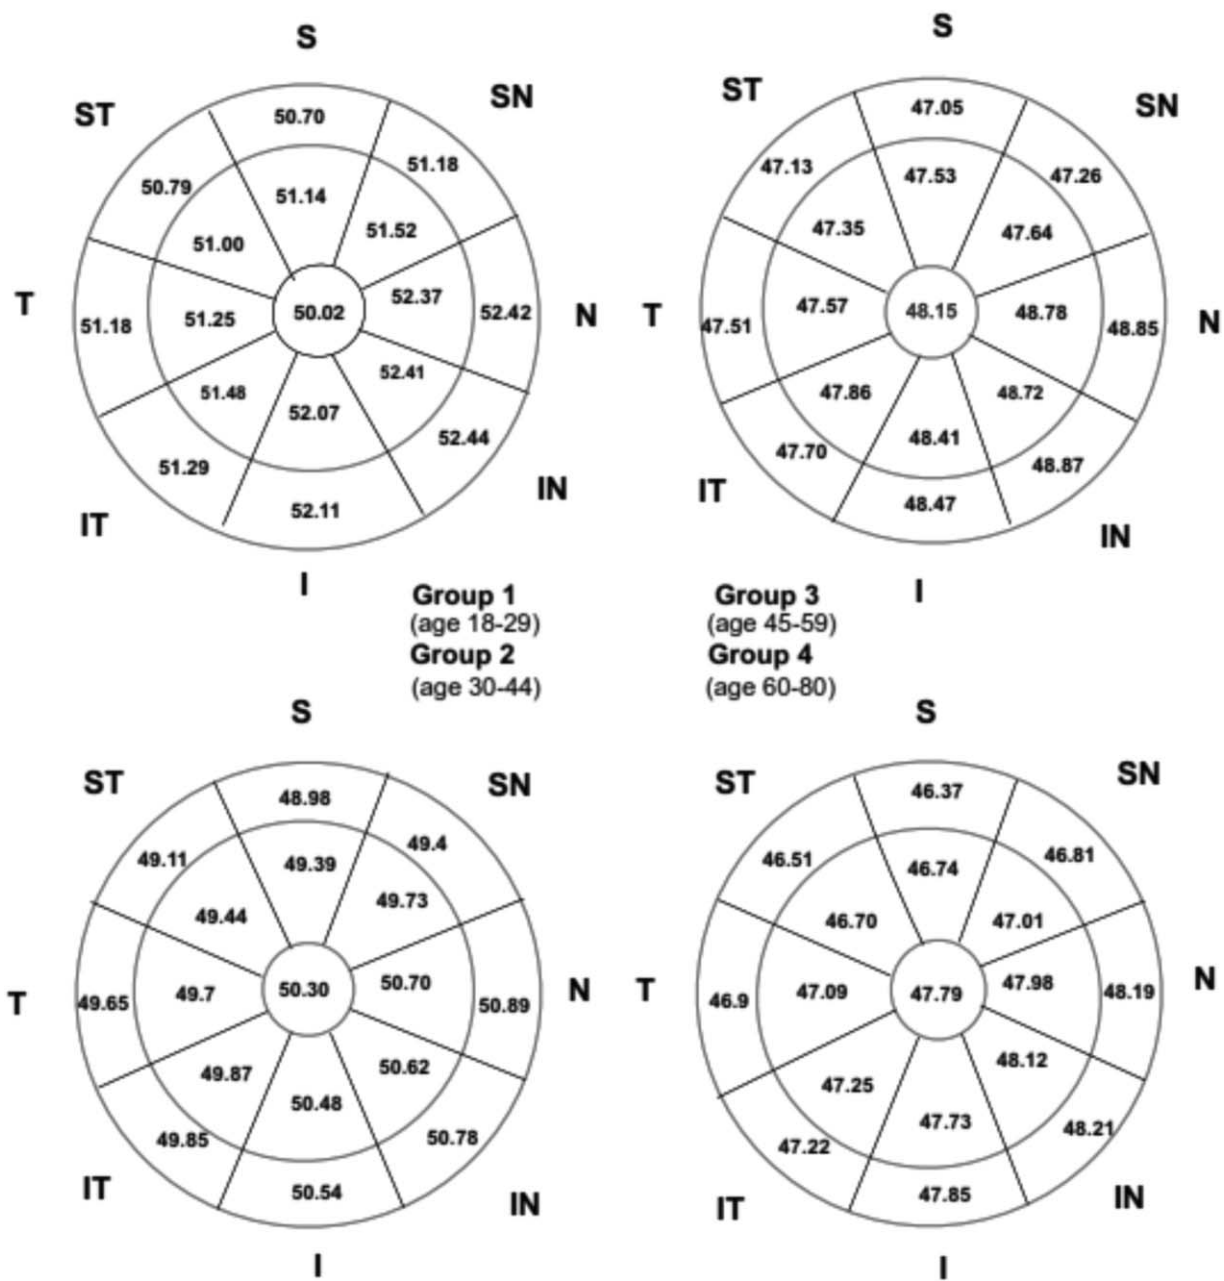 S
ST
SN
50.70
50.79
51.18
51.14
51.00
51.52
T
51.18
51.25
50.02
52.37
52.42
N
51.48
52.07
52.41
51.29
52.11
52.44
IT
IN
I
S
ST
SN
47.05
47.13
47.26
47.53
47.35
47.64
T
47.51
47.57
48.15
48.78
48.85
N
47.86
48.41
48.72
47.70
48.47
48.87
IT
IN
I
Group 1
(age 18-29)
Group 2
(age 30-44)
Group 3
(age 45-59)
Group 4
(age 60-80)
S
ST
SN
48.98
49.11
49.4
49.39
49.44
49.73
T
49.65
49.7
50.30
50.70
50.89
N
49.87
50.48
50.62
49.85
50.54
50.78
IT
IN
I
S
ST
SN
46.37
46.51
46.81
46.74
46.70
47.01
T
46.9
47.09
47.79
47.98
48.19
N
47.25
47.73
48.12
47.22
47.85
48.21
IT
IN
I